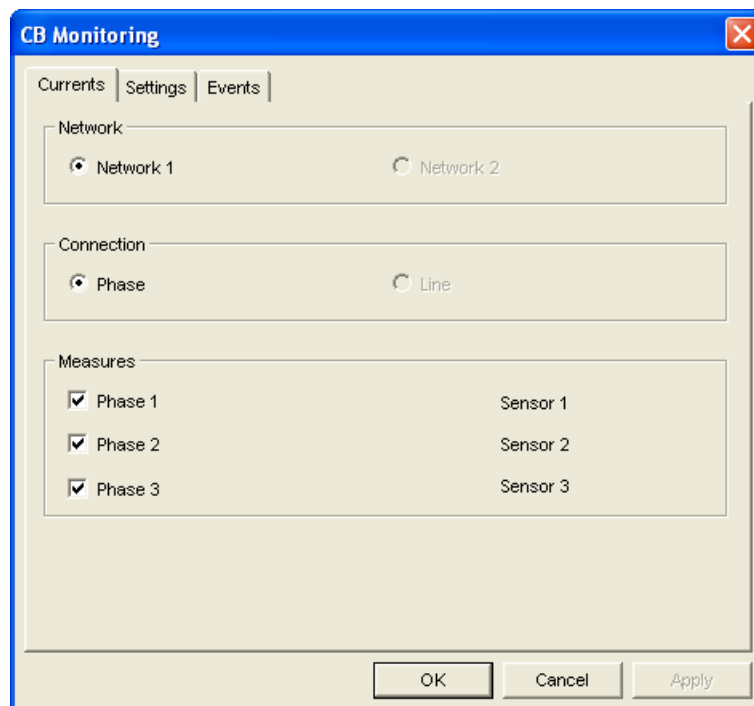 CB Monitoring
Currents Settings Events
Network
Network 1 Network 2
Connection
Phase Line
Measures
Phase 1 Sensor 1
Phase 2 Sensor 2
Phase 3 Sensor 3
OK Cancel Apply